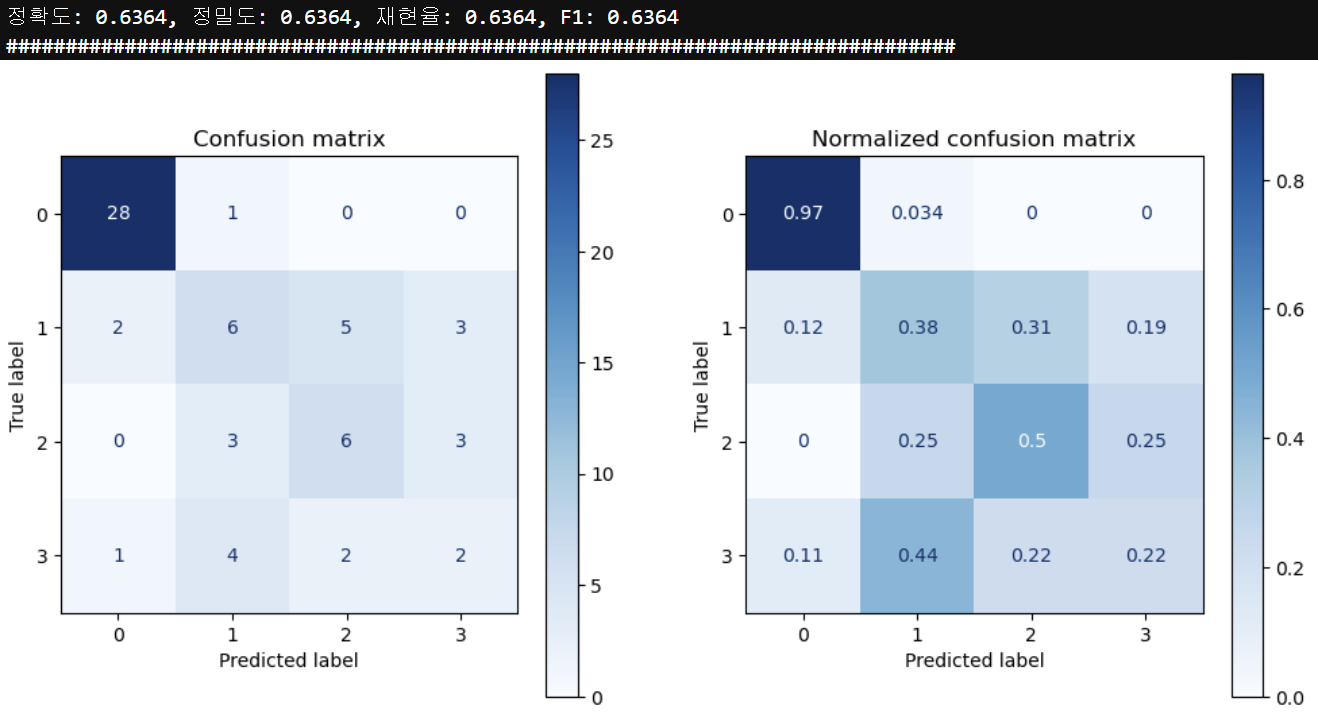 정확도: 0.6364, 정밀도: 0.6364, 재현율: 0.6364, F1: 0.6364
###############################################################################
Confusion matrix
Normalized confusion matrix
True label
0 28 1 0 0
1 2 6 5 3
2 0 3 6 3
3 1 4 2 2
0 1 2 3
Predicted label
25
20
15
10
5
0
True label
0 0.97 0.034 0 0
1 0.12 0.38 0.31 0.19
2 0 0.25 0.5 0.25
3 0.11 0.44 0.22 0.22
0 1 2 3
Predicted label
0.8
0.6
0.4
0.2
0.0